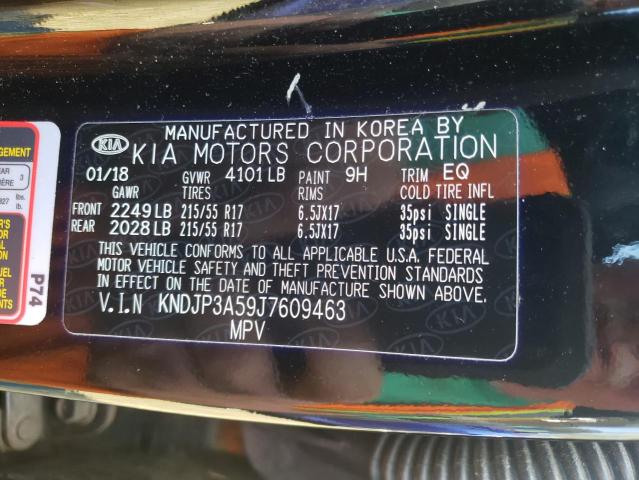 MANUFACTURED IN KOREA BY
KIA KIA MOTORS CORPORATION
01/18 GVWR 4101 LB PAINT 9H TRIM EQ
GAWR TIRES RIMS COLD TIRE INFL
FRONT 2249 LB 215/55 R17 6.5JX17 35psi SINGLE
REAR 2028 LB 215/55 R17 6.5JX17 35psi SINGLE
THIS VEHICLE CONFORMS TO ALL APPLICABLE U.S.A. FEDERAL
MOTOR VEHICLE SAFETY AND THEFT PREVENTION STANDARDS
IN EFFECT ON THE DATE OF MANUFACTURE SHOWN ABOVE.
V.I.N KNDJP3A59J7609463
MPV
3
lbs.
P74